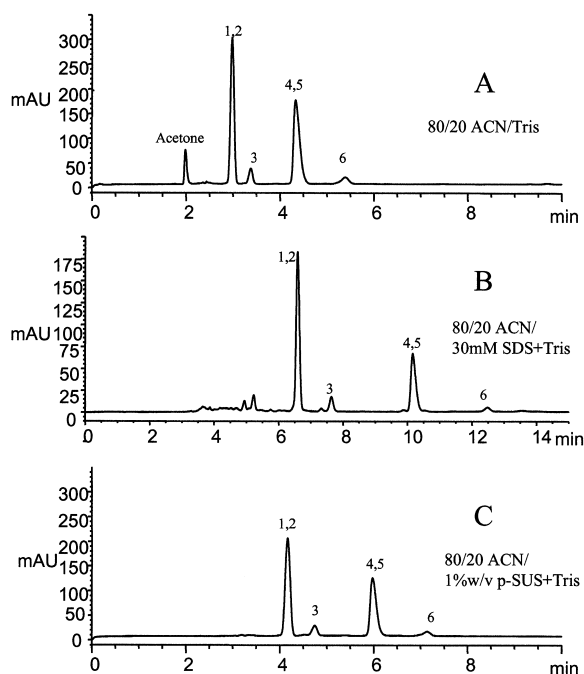 300
250
200
150
100
50
0
mAU
1,2
4,5
Acetone
3
6
A
80/20 ACN/Tris
0 2 4 6 8
min
175
150
125
100
75
50
25
0
mAU
1,2
4,5
3
6
B
80/20 ACN/
30mM SDS+Tris
0 2 4 6 8 10 12 14
min
300
250
200
150
100
50
0
mAU
1,2
4,5
3
6
C
80/20 ACN/
1%w/v p-SUS+Tris
0 2 4 6 8
min